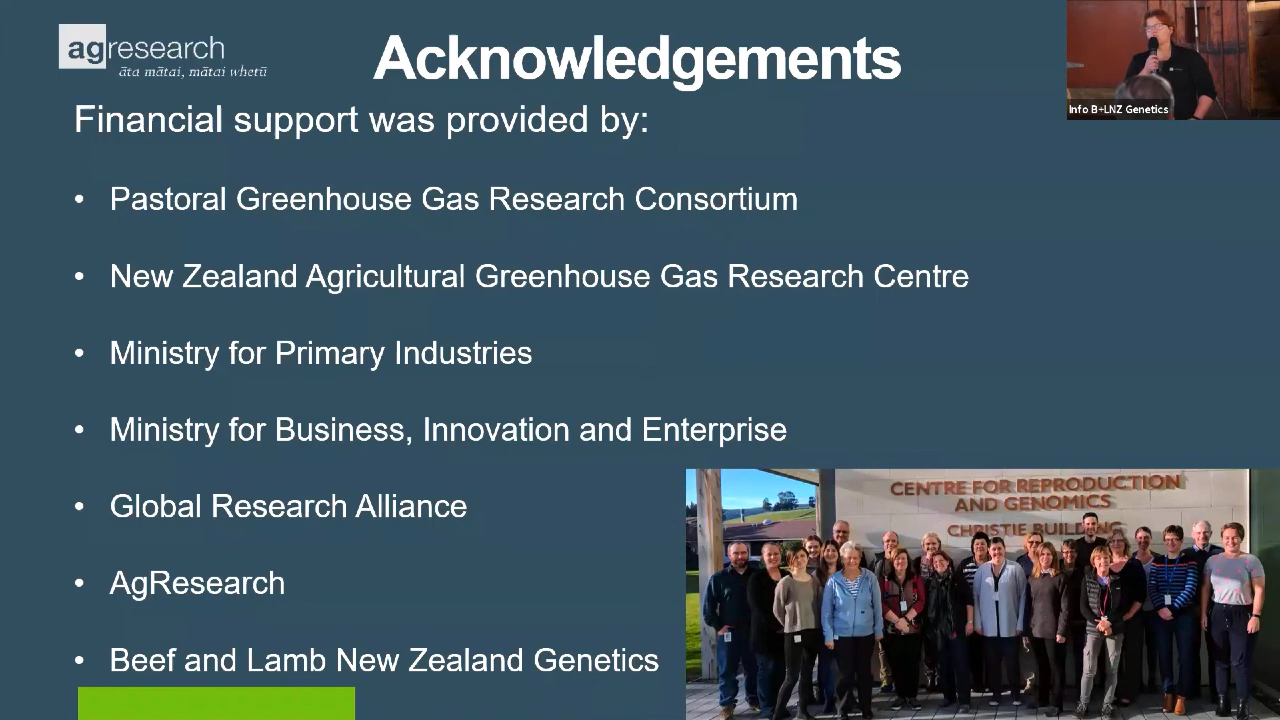 agresearch
āta mātai, mātai whetū
Acknowledgements
Info B+LNZ Genetics
Financial support was provided by:
• Pastoral Greenhouse Gas Research Consortium
• New Zealand Agricultural Greenhouse Gas Research Centre
• Ministry for Primary Industries
• Ministry for Business, Innovation and Enterprise
• Global Research Alliance
• AgResearch
• Beef and Lamb New Zealand Genetics
CENTRE FOR REPRODUCTION
AND GENOMICS
CHRISTIE BUILDING